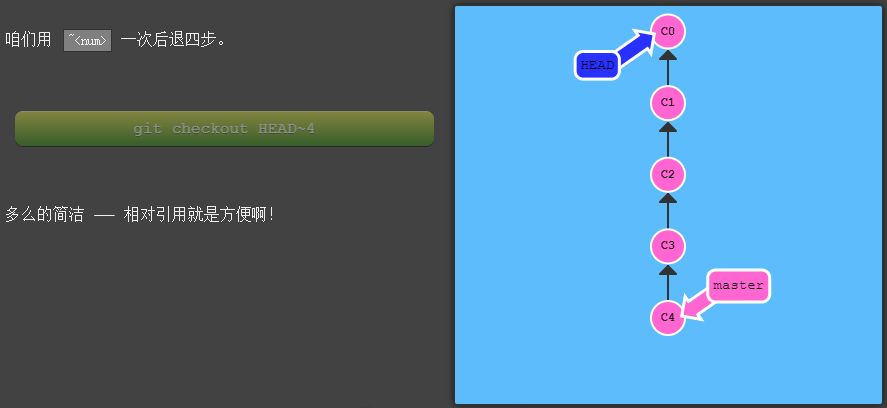 咱们用 ~<num> 一次后退四步。
git checkout HEAD~4
多么的简洁 —— 相对引用就是方便啊!
C0
HEAD
C1
C2
C3
master
C4